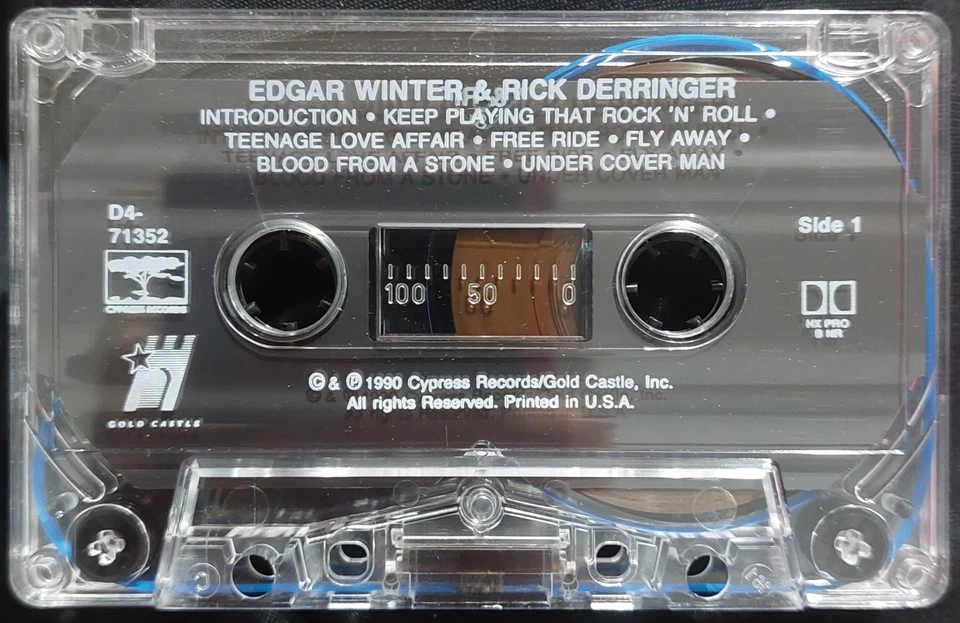 EDGAR WINTER & RICK DERRINGER
INTRODUCTION • KEEP PLAYING THAT ROCK 'N' ROLL •
TEENAGE LOVE AFFAIR • FREE RIDE • FLY AWAY •
BLOOD FROM A STONE • UNDER COVER MAN
D4-
71352
Side 1
CYPRESS RECORDS
100 50 0
HX PRO
B NR
GOLD CASTLE
© & ℗ 1990 Cypress Records/Gold Castle, Inc.
All rights Reserved. Printed in U.S.A.